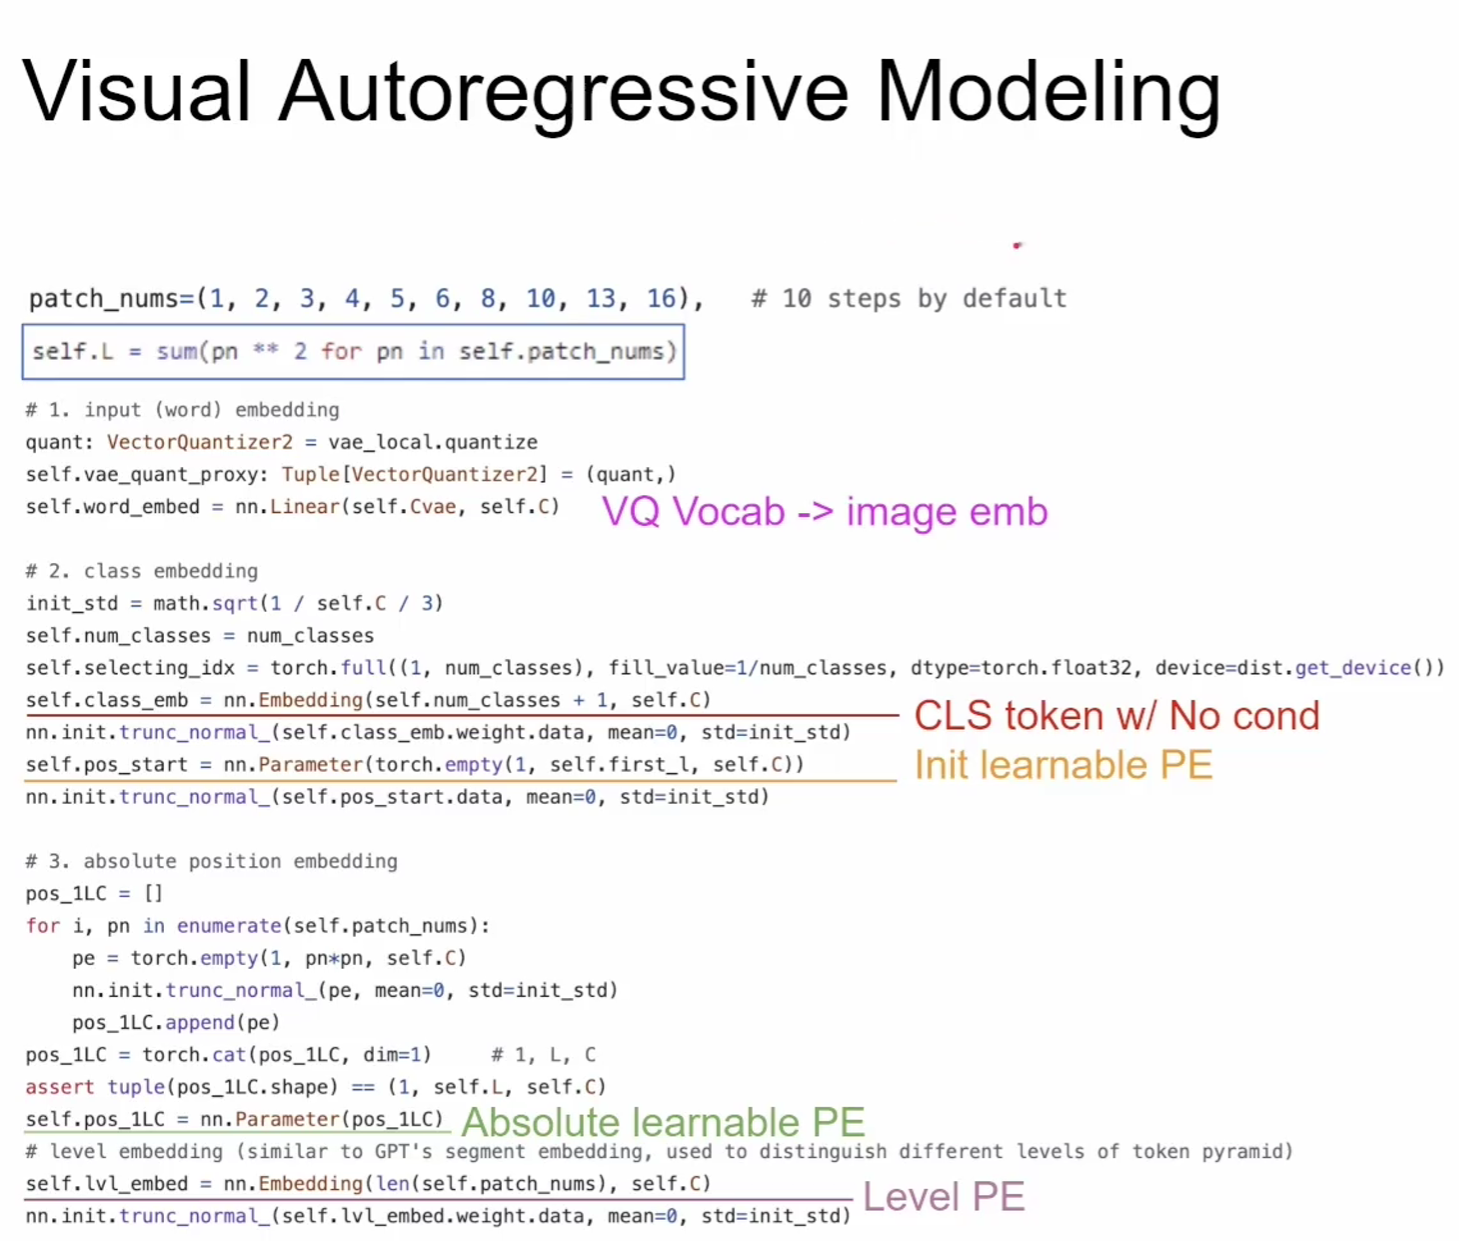 Visual Autoregressive Modeling
patch_nums=(1, 2, 3, 4, 5, 6, 8, 10, 13, 16),   # 10 steps by default
self.L = sum(pn ** 2 for pn in self.patch_nums)
# 1. input (word) embedding
quant: VectorQuantizer2 = vae_local.quantize
self.vae_quant_proxy: Tuple[VectorQuantizer2] = (quant,)
self.word_embed = nn.Linear(self.Cvae, self.C)   VQ Vocab -> image emb
# 2. class embedding
init_std = math.sqrt(1 / self.C / 3)
self.num_classes = num_classes
self.selecting_idx = torch.full((1, num_classes), fill_value=1/num_classes, dtype=torch.float32, device=dist.get_device())
self.class_emb = nn.Embedding(self.num_classes + 1, self.C)
CLS token w/ No cond
nn.init.trunc_normal_(self.class_emb.weight.data, mean=0, std=init_std)
self.pos_start = nn.Parameter(torch.empty(1, self.first_l, self.C))
Init learnable PE
nn.init.trunc_normal_(self.pos_start.data, mean=0, std=init_std)
# 3. absolute position embedding
pos_1LC = []
for i, pn in enumerate(self.patch_nums):
    pe = torch.empty(1, pn*pn, self.C)
    nn.init.trunc_normal_(pe, mean=0, std=init_std)
    pos_1LC.append(pe)
pos_1LC = torch.cat(pos_1LC, dim=1)     # 1, L, C
assert tuple(pos_1LC.shape) == (1, self.L, self.C)
self.pos_1LC = nn.Parameter(pos_1LC)   Absolute learnable PE
# level embedding (similar to GPT's segment embedding, used to distinguish different levels of token pyramid)
self.lvl_embed = nn.Embedding(len(self.patch_nums), self.C)
Level PE
nn.init.trunc_normal_(self.lvl_embed.weight.data, mean=0, std=init_std)